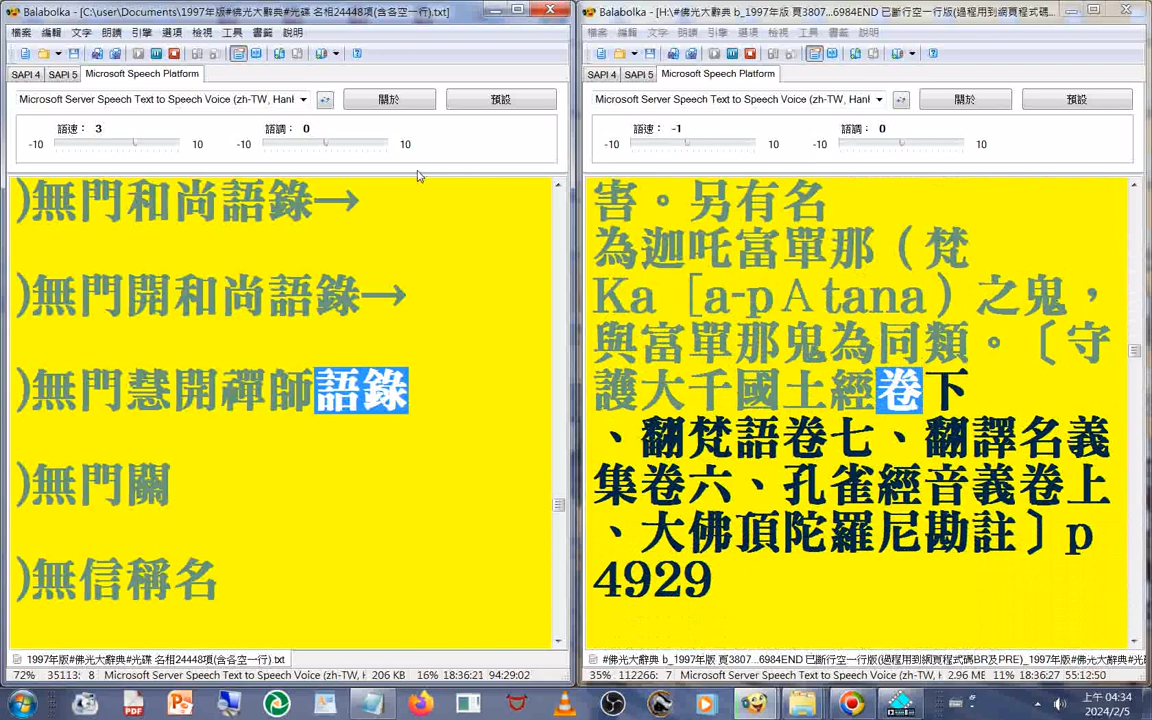 Balabolka - [C:\user\Documents\1997年版#佛光大辭典#光碟 名相24448項(含各空一行).txt]
檔案 編輯 文字 朗讀 引擎 選項 檢視 工具 書籤 說明
SAPI 4 SAPI 5 Microsoft Speech Platform
Microsoft Server Speech Text to Speech Voice (zh-TW, Hanl
關於 預設
語速： 3 語調： 0
-10 10 -10 10
)無門和尚語錄→
)無門開和尚語錄→
)無門慧開禪師語錄
)無門關
)無信稱名
1997年版#佛光大辭典#光碟 名相24448項(含各空一行).txt
72% 35113: 8 Microsoft Server Speech Text to Speech Voice (zh-TW, H 206 KB 16% 18:36:21 94:29:02
Balabolka - [H:\#佛光大辭典 b_1997年版 頁3807...6984END 已斷行空一行版(過程用到網頁程式碼...
檔案 編輯 文字 朗讀 引擎 選項 檢視 工具 書籤 說明
SAPI 4 SAPI 5 Microsoft Speech Platform
Microsoft Server Speech Text to Speech Voice (zh-TW, Hanl
關於 預設
語速： -1 語調： 0
-10 10 -10 10
害。另有名
為迦吒富單那（梵
Ka［a-pＡtana）之鬼，
與富單那鬼為同類。〔守
護大千國土經卷下
、翻梵語卷七、翻譯名義
集卷六、孔雀經音義卷上
、大佛頂陀羅尼勘註〕p
4929
#佛光大辭典 b_1997年版 頁3807...6984END 已斷行空一行版(過程用到網頁程式碼BR及PRE)_1997年版#光
35% 112266: 7 Microsoft Server Speech Text to Speech Voice (zh-TW, H 2.96 MB 11% 18:36:27 55:12:50
上午 04:34
2024/2/5